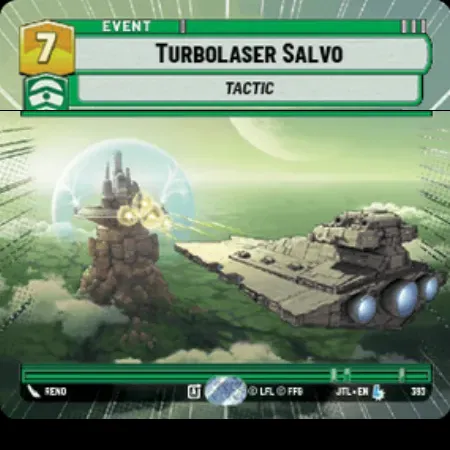 EVENT
7
TURBOLASER SALVO
TACTIC
RENO
© LFL © FFG
JTL • EN
393